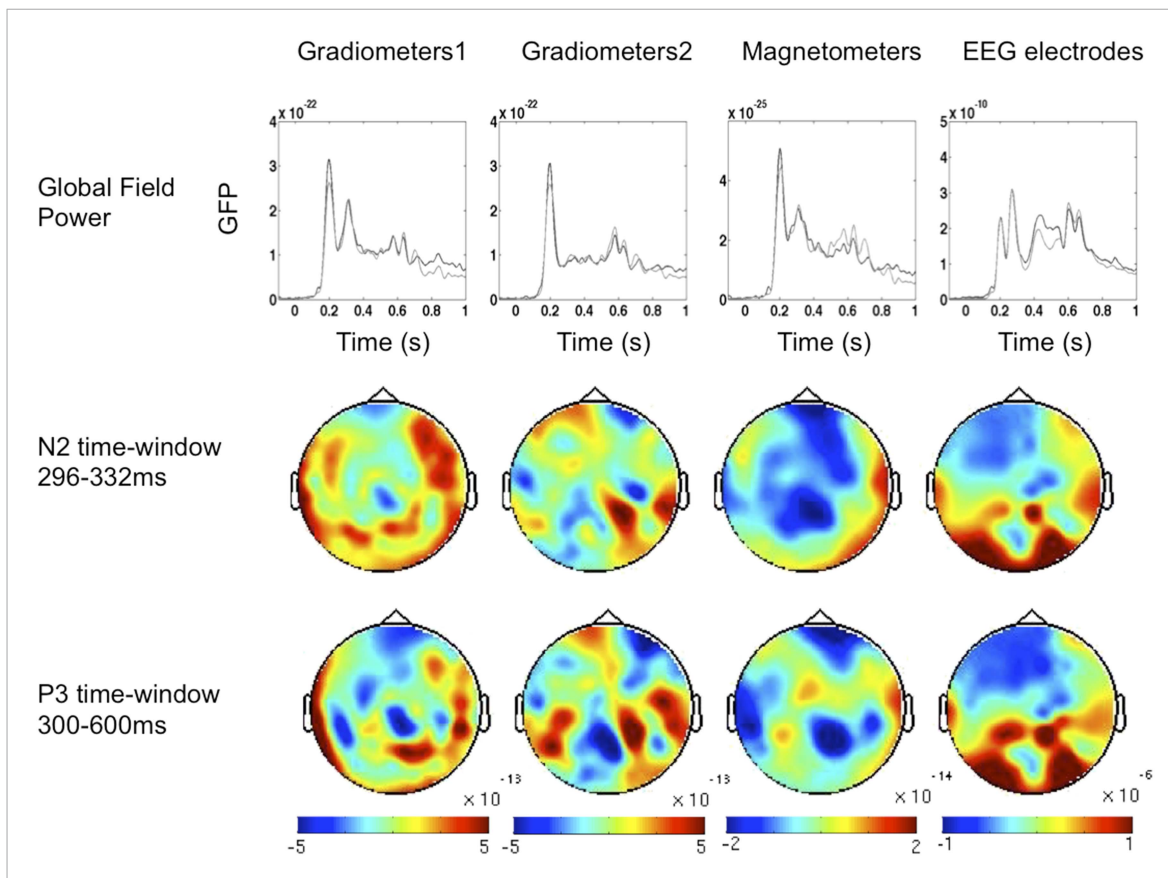 Gradiometers1 Gradiometers2 Magnetometers EEG electrodes
x 10-22 x 10-22 x 10-25 x 10-10
4 4 6 5
3 3 4
Global Field
Power
GFP
4 3
2 2 2
1 1 2 1
0 0 0 0
0 0.2 0.4 0.6 0.8 1 0 0.2 0.4 0.6 0.8 1 0 0.2 0.4 0.6 0.8 1 0 0.2 0.4 0.6 0.8 1
Time (s) Time (s) Time (s) Time (s)
N2 time-window
296-332ms
P3 time-window
300-600ms
x 10-13 x 10-13 x 10-14 x 10-6
-5 5 -5 5 -2 2 -1 1